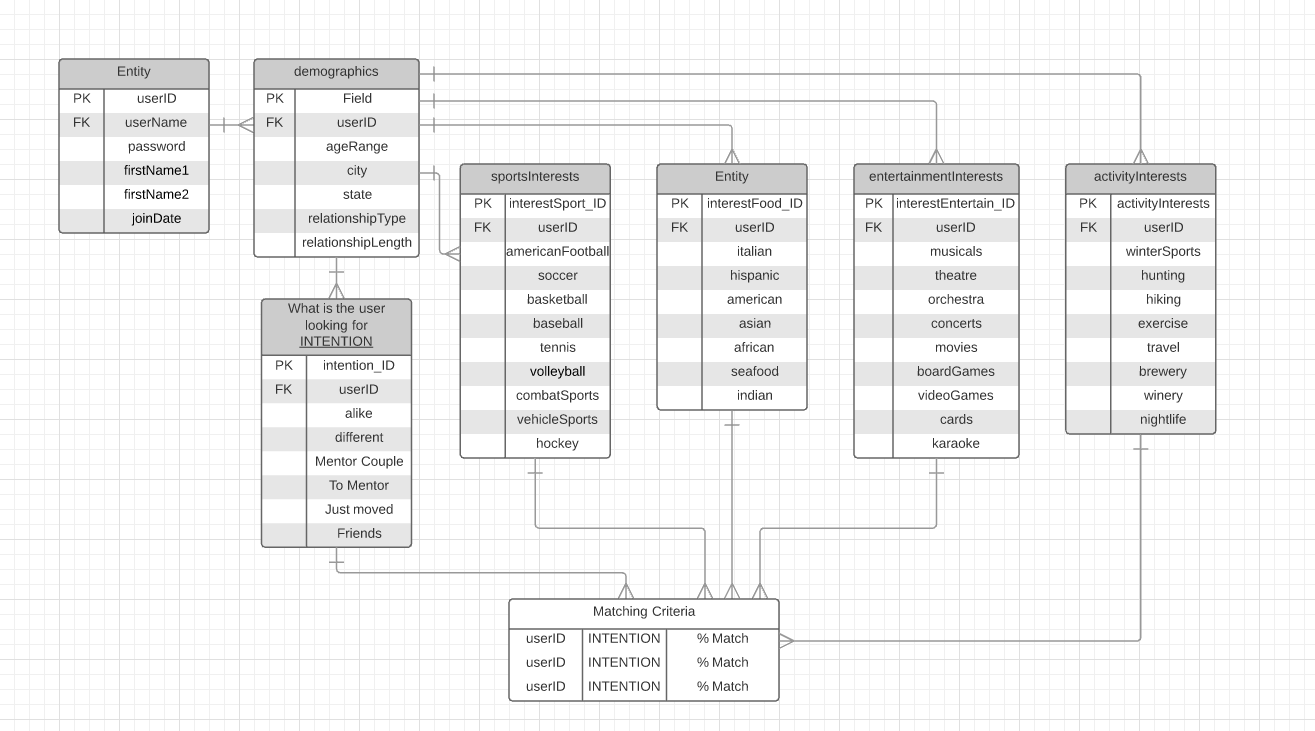 Entity
PK userID
FK userName
password
firstName1
firstName2
joinDate
demographics
PK Field
FK userID
ageRange
city
state
relationshipType
relationshipLength
What is the user
looking for
INTENTION
PK intention_ID
FK userID
alike
different
Mentor Couple
To Mentor
Just moved
Friends
sportsInterests
PK interestSport_ID
FK userID
americanFootball
soccer
basketball
baseball
tennis
volleyball
combatSports
vehicleSports
hockey
Entity
PK interestFood_ID
FK userID
italian
hispanic
american
asian
african
seafood
indian
entertainmentInterests
PK interestEntertain_ID
FK userID
musicals
theatre
orchestra
concerts
movies
boardGames
videoGames
cards
karaoke
activityInterests
PK activityInterests
FK userID
winterSports
hunting
hiking
exercise
travel
brewery
winery
nightlife
Matching Criteria
userID INTENTION % Match
userID INTENTION % Match
userID INTENTION % Match